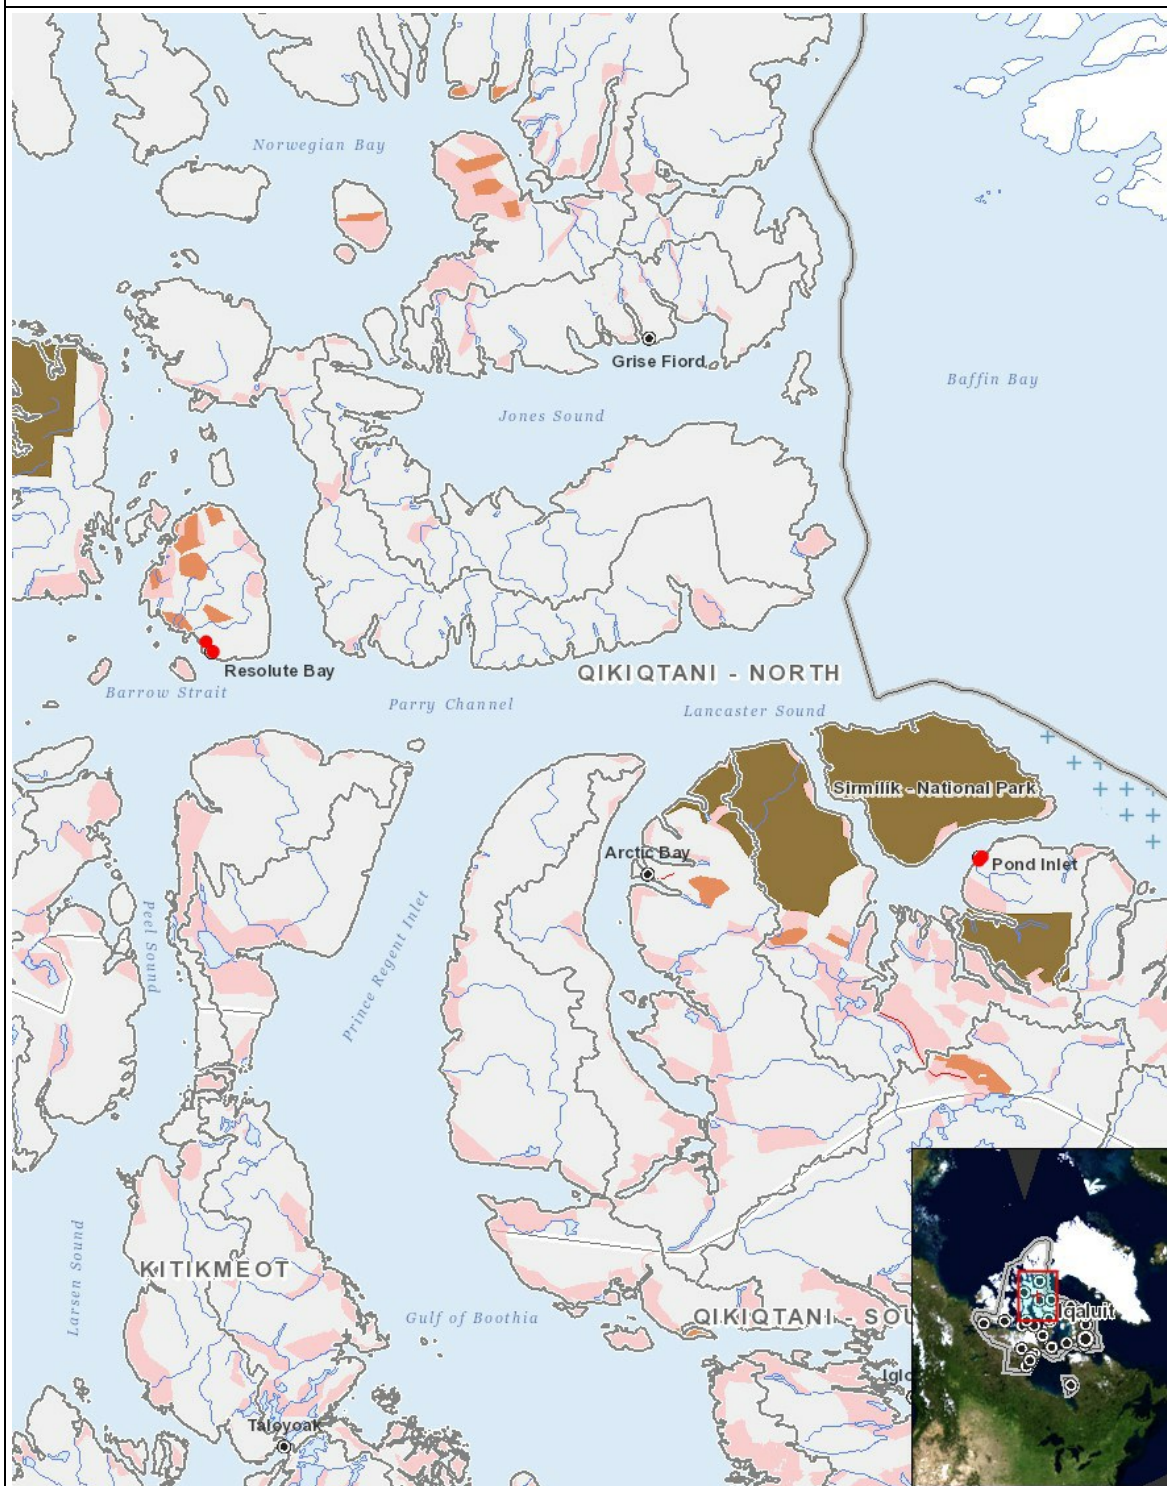 Norwegian Bay
Grise Fiord
Baffin Bay
Jones Sound
Resolute Bay
QIKIQTANI - NORTH
Barrow Strait
Parry Channel
Lancaster Sound
Sirmilik - National Park
Arctic Bay
Pond Inlet
Peel Sound
Prince Regent Inlet
Larsen Sound
KITIKMEOT
Gulf of Boothia
QIKIQTANI - SOU
Iqaluit
Iglo
Taloyoak